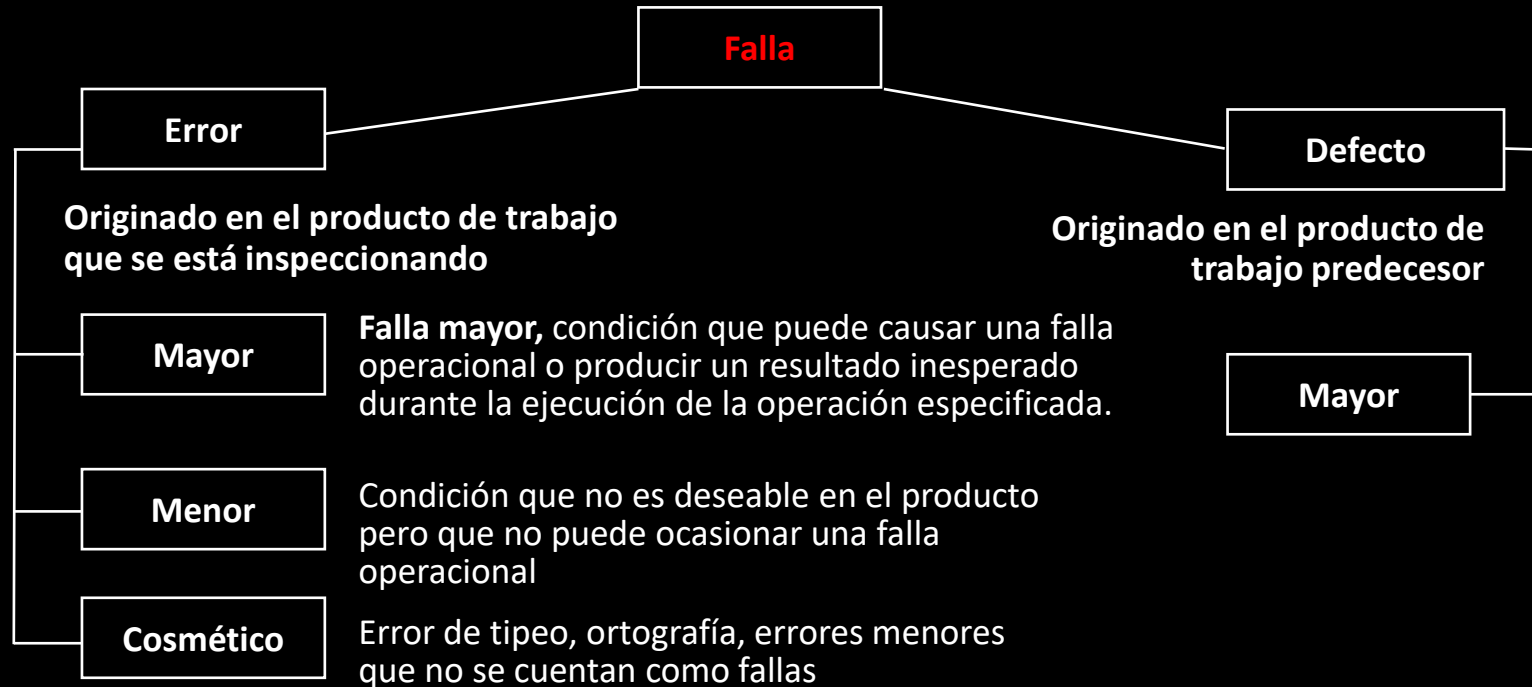 Falla
Error
Defecto
Originado en el producto de trabajo
que se está inspeccionando
Originado en el producto de
trabajo predecesor
Mayor
Falla mayor, condición que puede causar una falla
operacional o producir un resultado inesperado
durante la ejecución de la operación especificada.
Mayor
Menor
Condición que no es deseable en el producto
pero que no puede ocasionar una falla
operacional
Cosmético
Error de tipeo, ortografía, errores menores
que no se cuentan como fallas